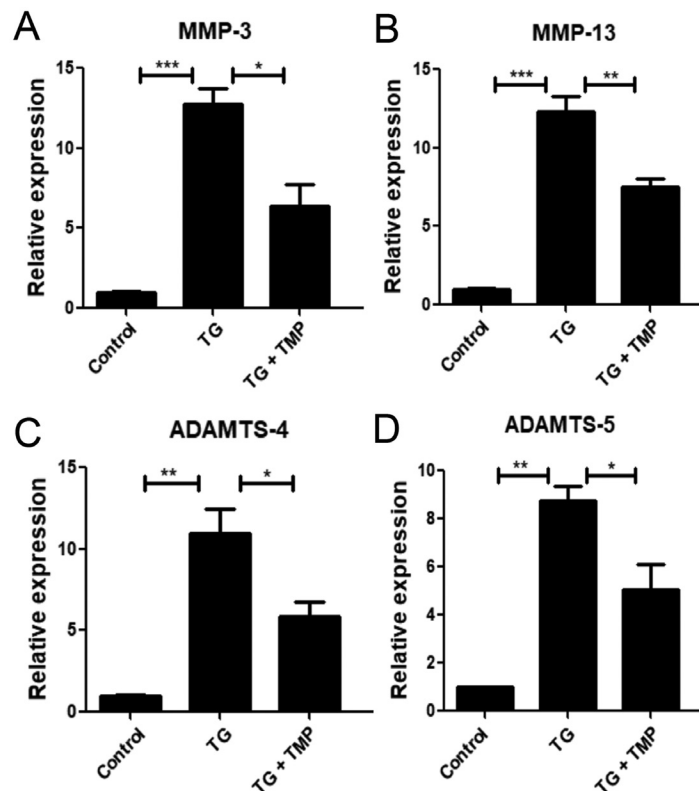 A
MMP-3
Relative expression
15
10
5
0
***
*
Control
TG
TG + TMP
B
MMP-13
Relative expression
15
10
5
0
***
**
Control
TG
TG + TMP
C
ADAMTS-4
Relative expression
15
10
5
0
**
*
Control
TG
TG + TMP
D
ADAMTS-5
Relative expression
10
8
6
4
2
0
**
*
Control
TG
TG + TMP